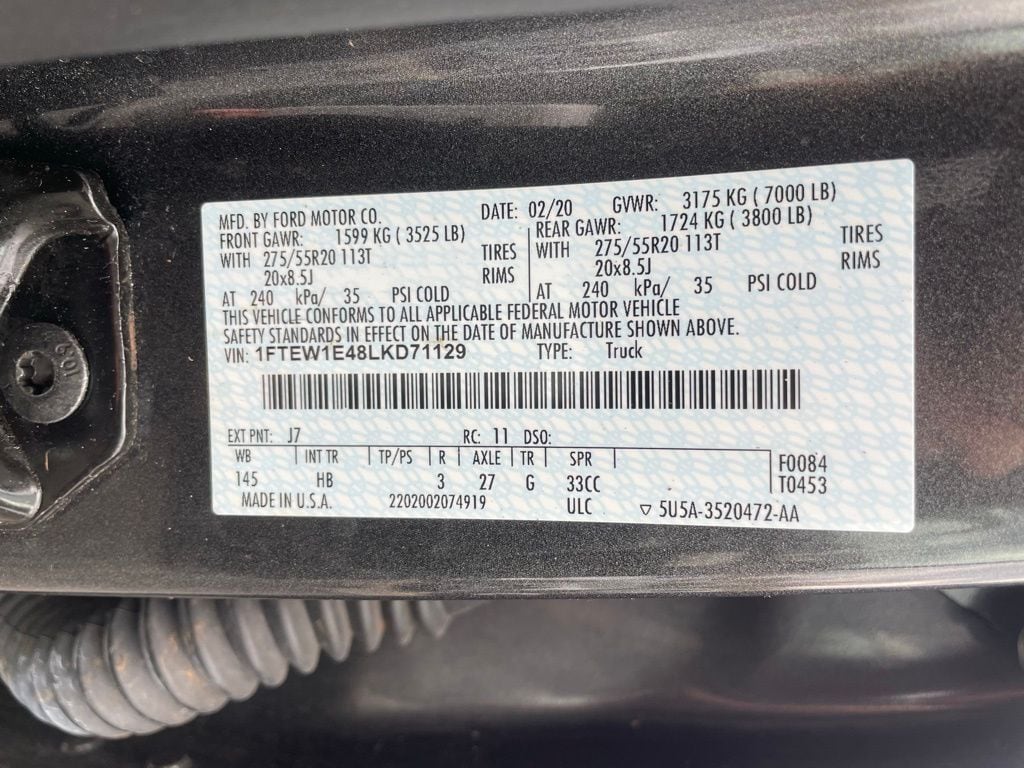 MFD. BY FORD MOTOR CO. DATE: 02/20 GVWR: 3175 KG ( 7000 LB)
FRONT GAWR: 1599 KG ( 3525 LB) REAR GAWR: 1724 KG ( 3800 LB)
WITH 275/55R20 113T TIRES WITH 275/55R20 113T TIRES
20x8.5J RIMS 20x8.5J RIMS
AT 240 kPa/ 35 PSI COLD AT 240 kPa/ 35 PSI COLD
THIS VEHICLE CONFORMS TO ALL APPLICABLE FEDERAL MOTOR VEHICLE
SAFETY STANDARDS IN EFFECT ON THE DATE OF MANUFACTURE SHOWN ABOVE.
VIN: 1FTEW1E48LKD71129 TYPE: Truck
EXT PNT: J7 RC: 11 DSO:
WB INT TR TP/PS R AXLE TR SPR F0084
145 HB 3 27 G 33CC T0453
MADE IN U.S.A. 2202002074919 ULC ▽ 5U5A-3520472-AA
10.9